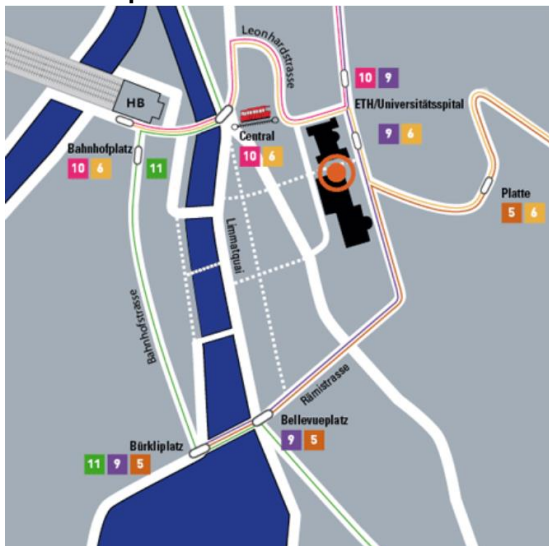 Leonhardstrasse
HB
10 9
ETH/Universitätsspital
9 6
Central
10 6
Bahnhofplatz
10 6 11
Platte
5 6
Limmatquai
Bahnhofstrasse
Rämistrasse
Bellevueplatz
9 5
Bürkliplatz
11 9 5